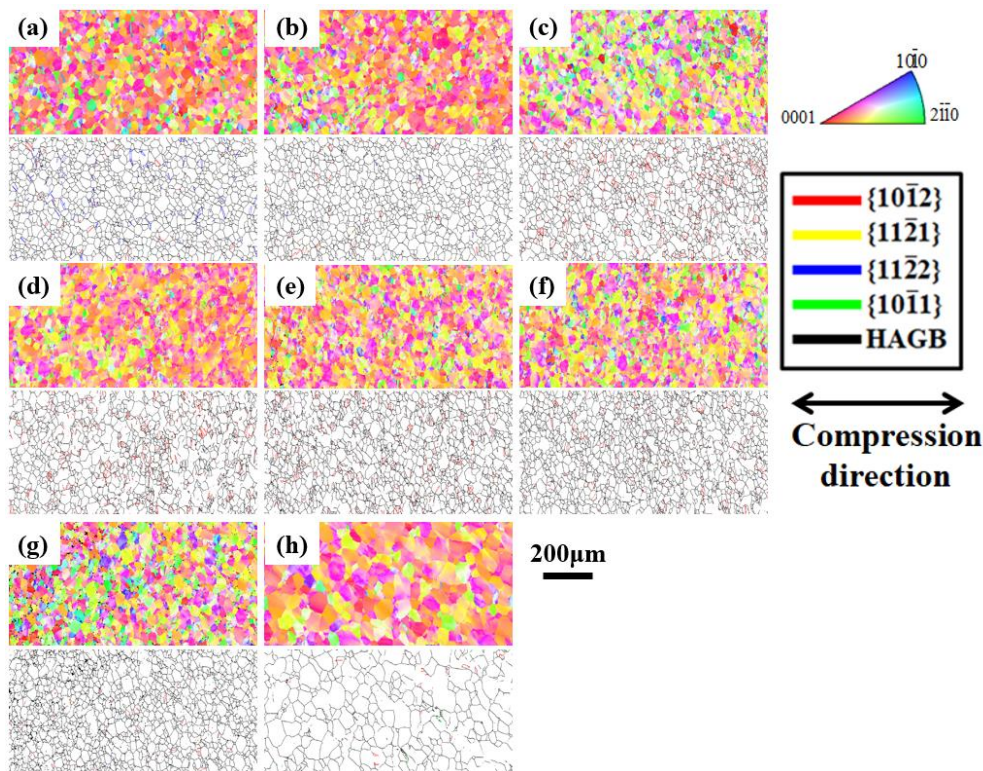 (a)
(b)
(c)
101̅0
0001
21̅1̅0
{101̅2}
{112̅1}
{112̅2}
{101̅1}
HAGB
(d)
(e)
(f)
Compression
direction
(g)
(h)
200μm